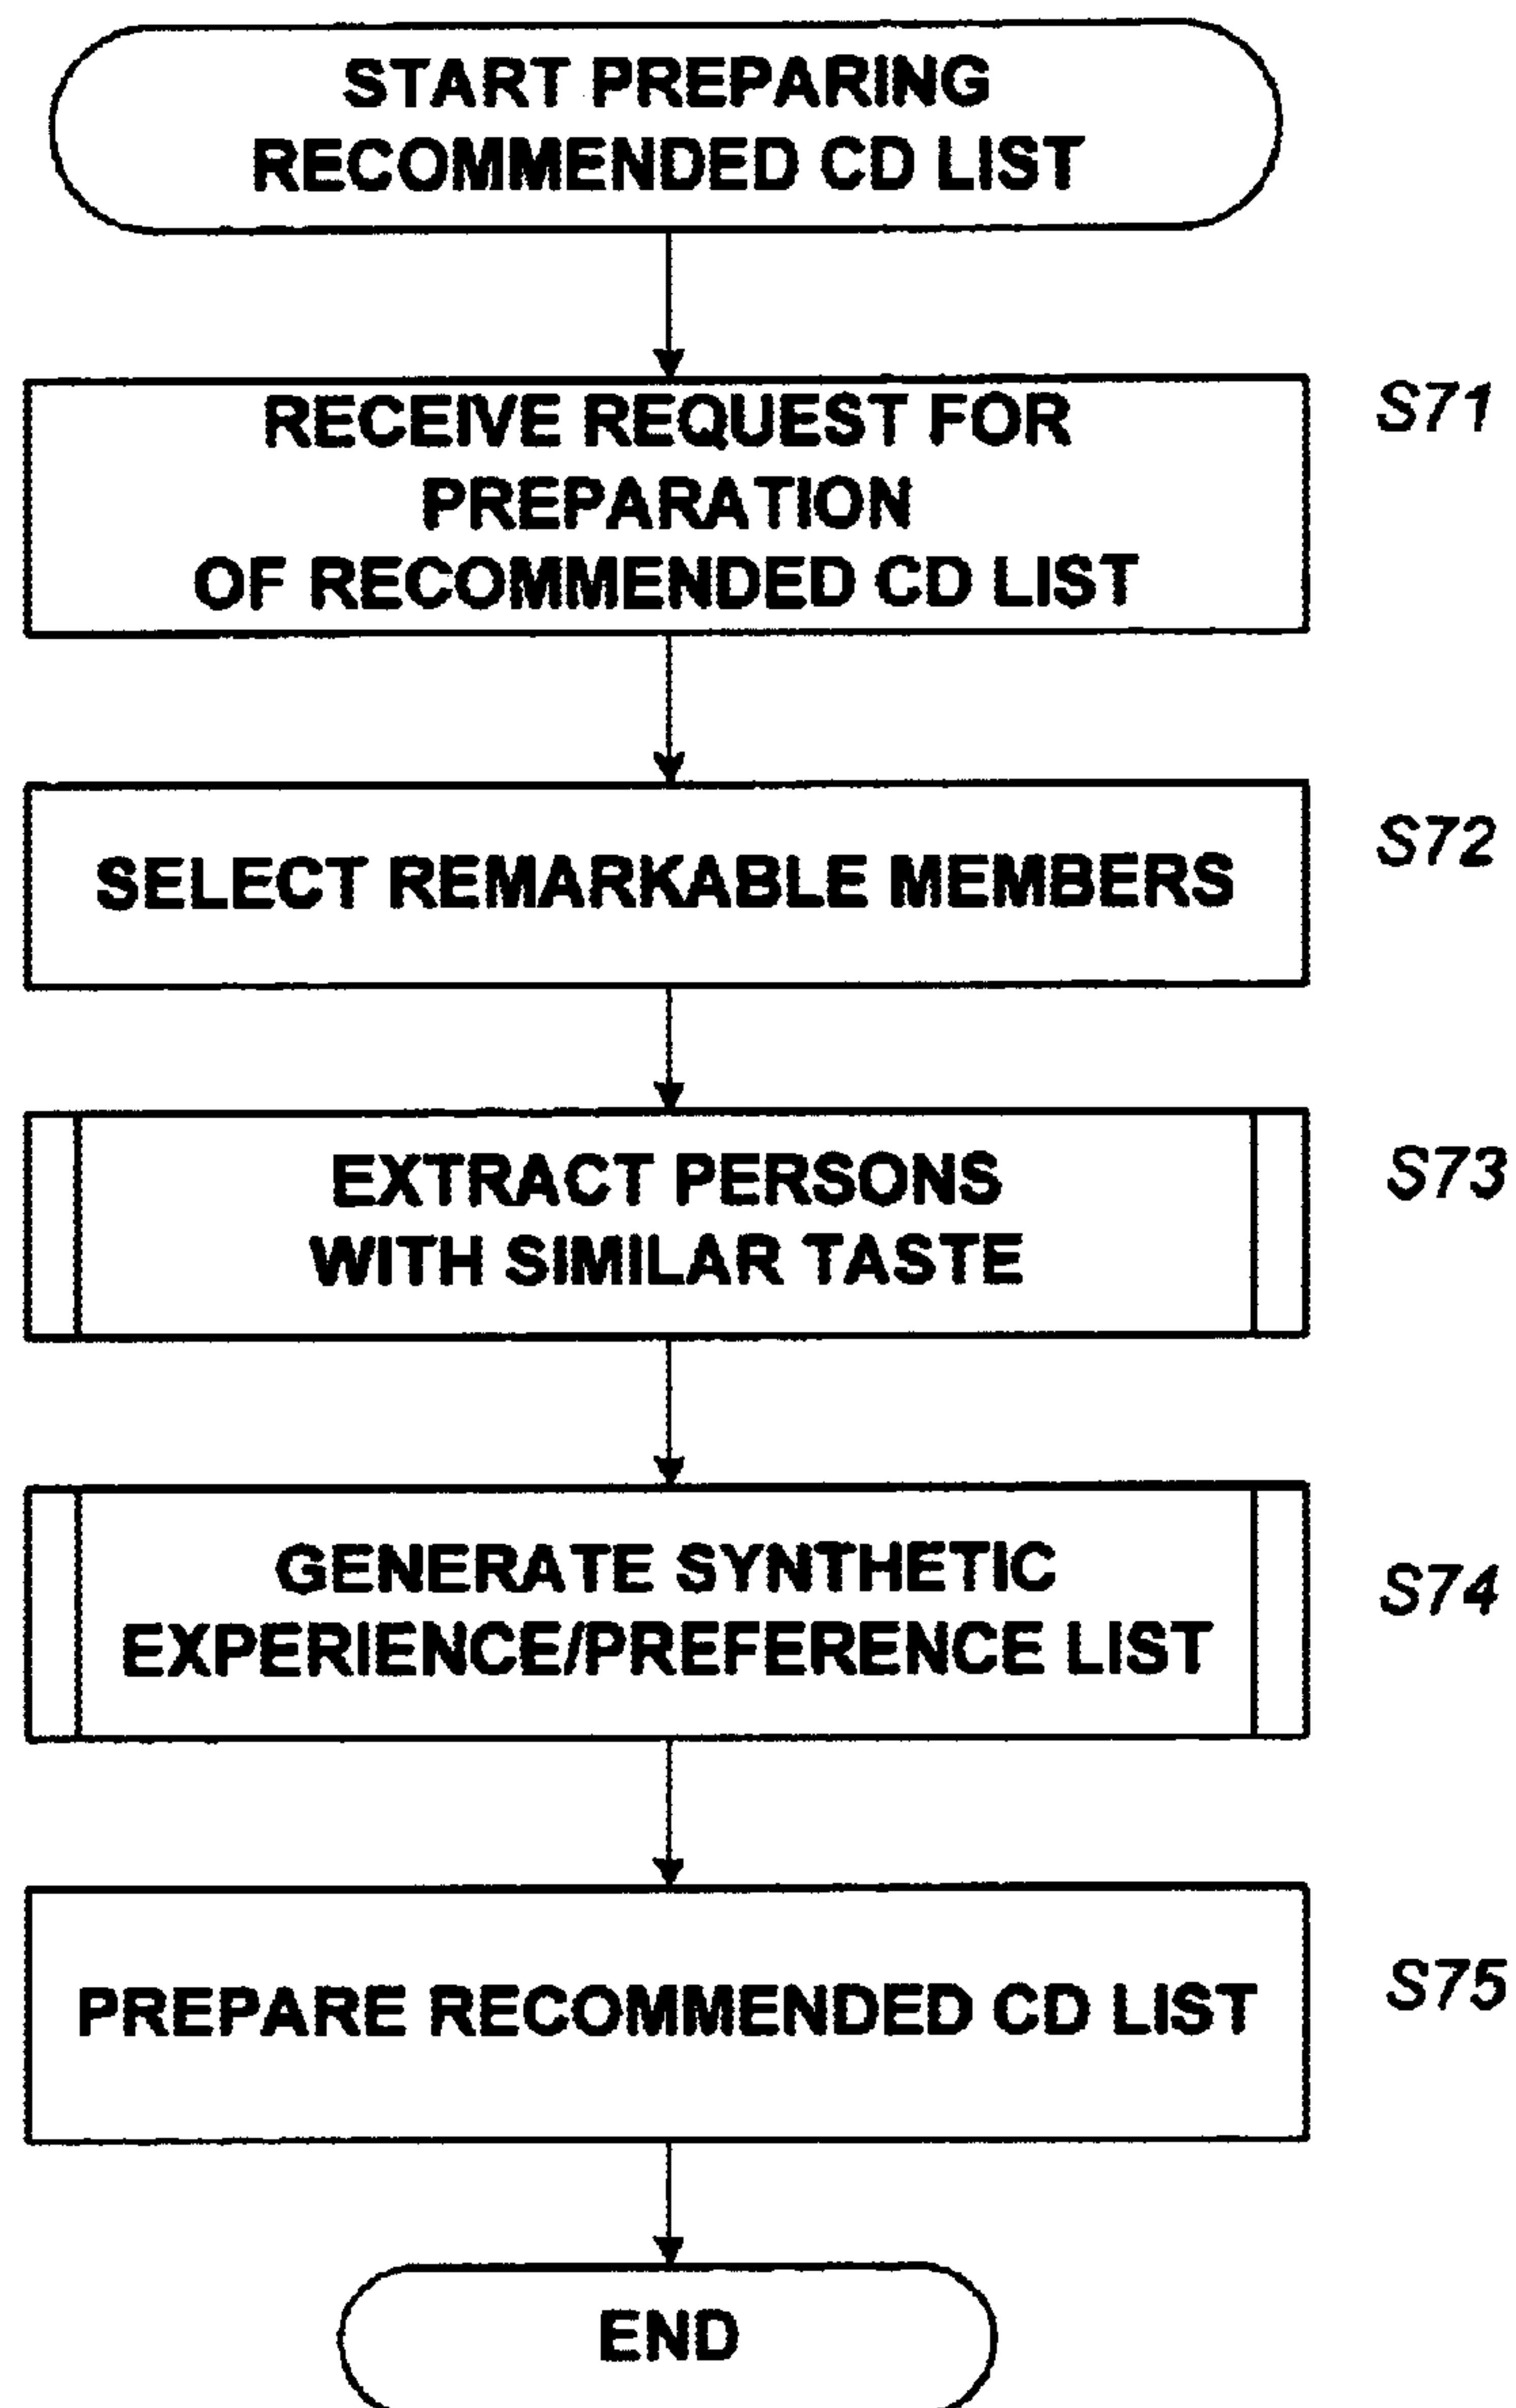 START PREPARING
RECOMMENDED CD LIST
RECEIVE REQUEST FOR
PREPARATION
OF RECOMMENDED CD LIST
S71
SELECT REMARKABLE MEMBERS
S72
EXTRACT PERSONS
WITH SIMILAR TASTE
S73
GENERATE SYNTHETIC
EXPERIENCE/PREFERENCE LIST
S74
PREPARE RECOMMENDED CD LIST
S75
END